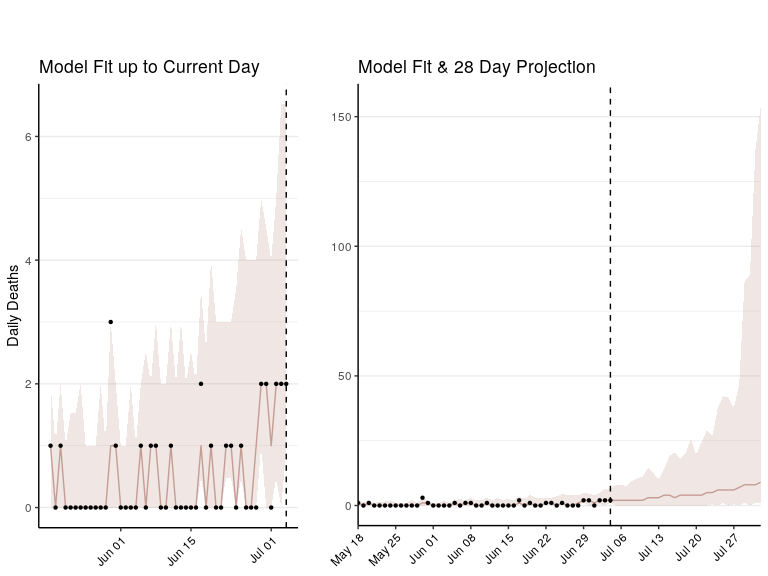 Model Fit up to Current Day
Daily Deaths
6
4
2
0
Jun 01
Jun 15
Jul 01
Model Fit & 28 Day Projection
150
100
50
0
May 18
May 25
Jun 01
Jun 08
Jun 15
Jun 22
Jun 29
Jul 06
Jul 13
Jul 20
Jul 27